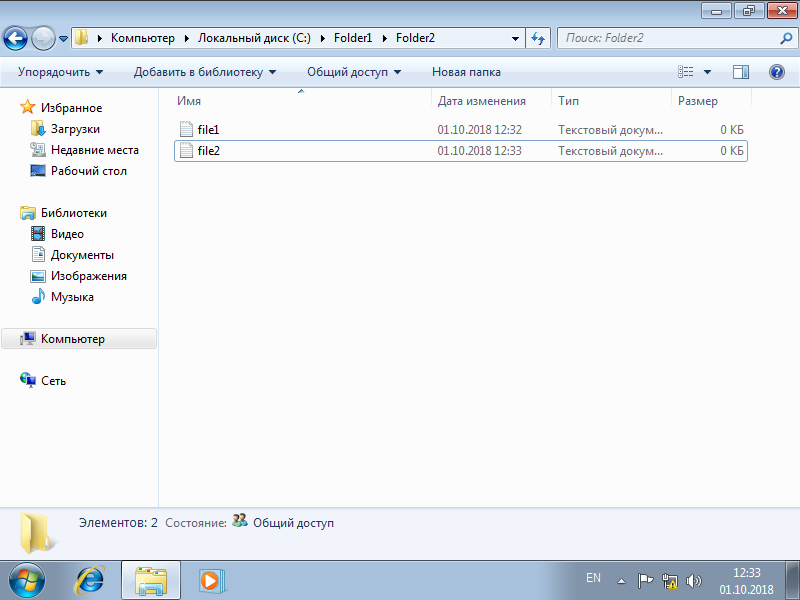 Компьютер Локальный диск (C:) Folder1 Folder2 Поиск: Folder2
Упорядочить Добавить в библиотеку Общий доступ Новая папка
Избранное
Загрузки
Недавние места
Рабочий стол
Библиотеки
Видео
Документы
Изображения
Музыка
Компьютер
Сеть
Имя Дата изменения Тип Размер
file1 01.10.2018 12:32 Текстовый докум... 0 КБ
file2 01.10.2018 12:33 Текстовый докум... 0 КБ
Элементов: 2 Состояние: Общий доступ
EN 12:33
01.10.2018